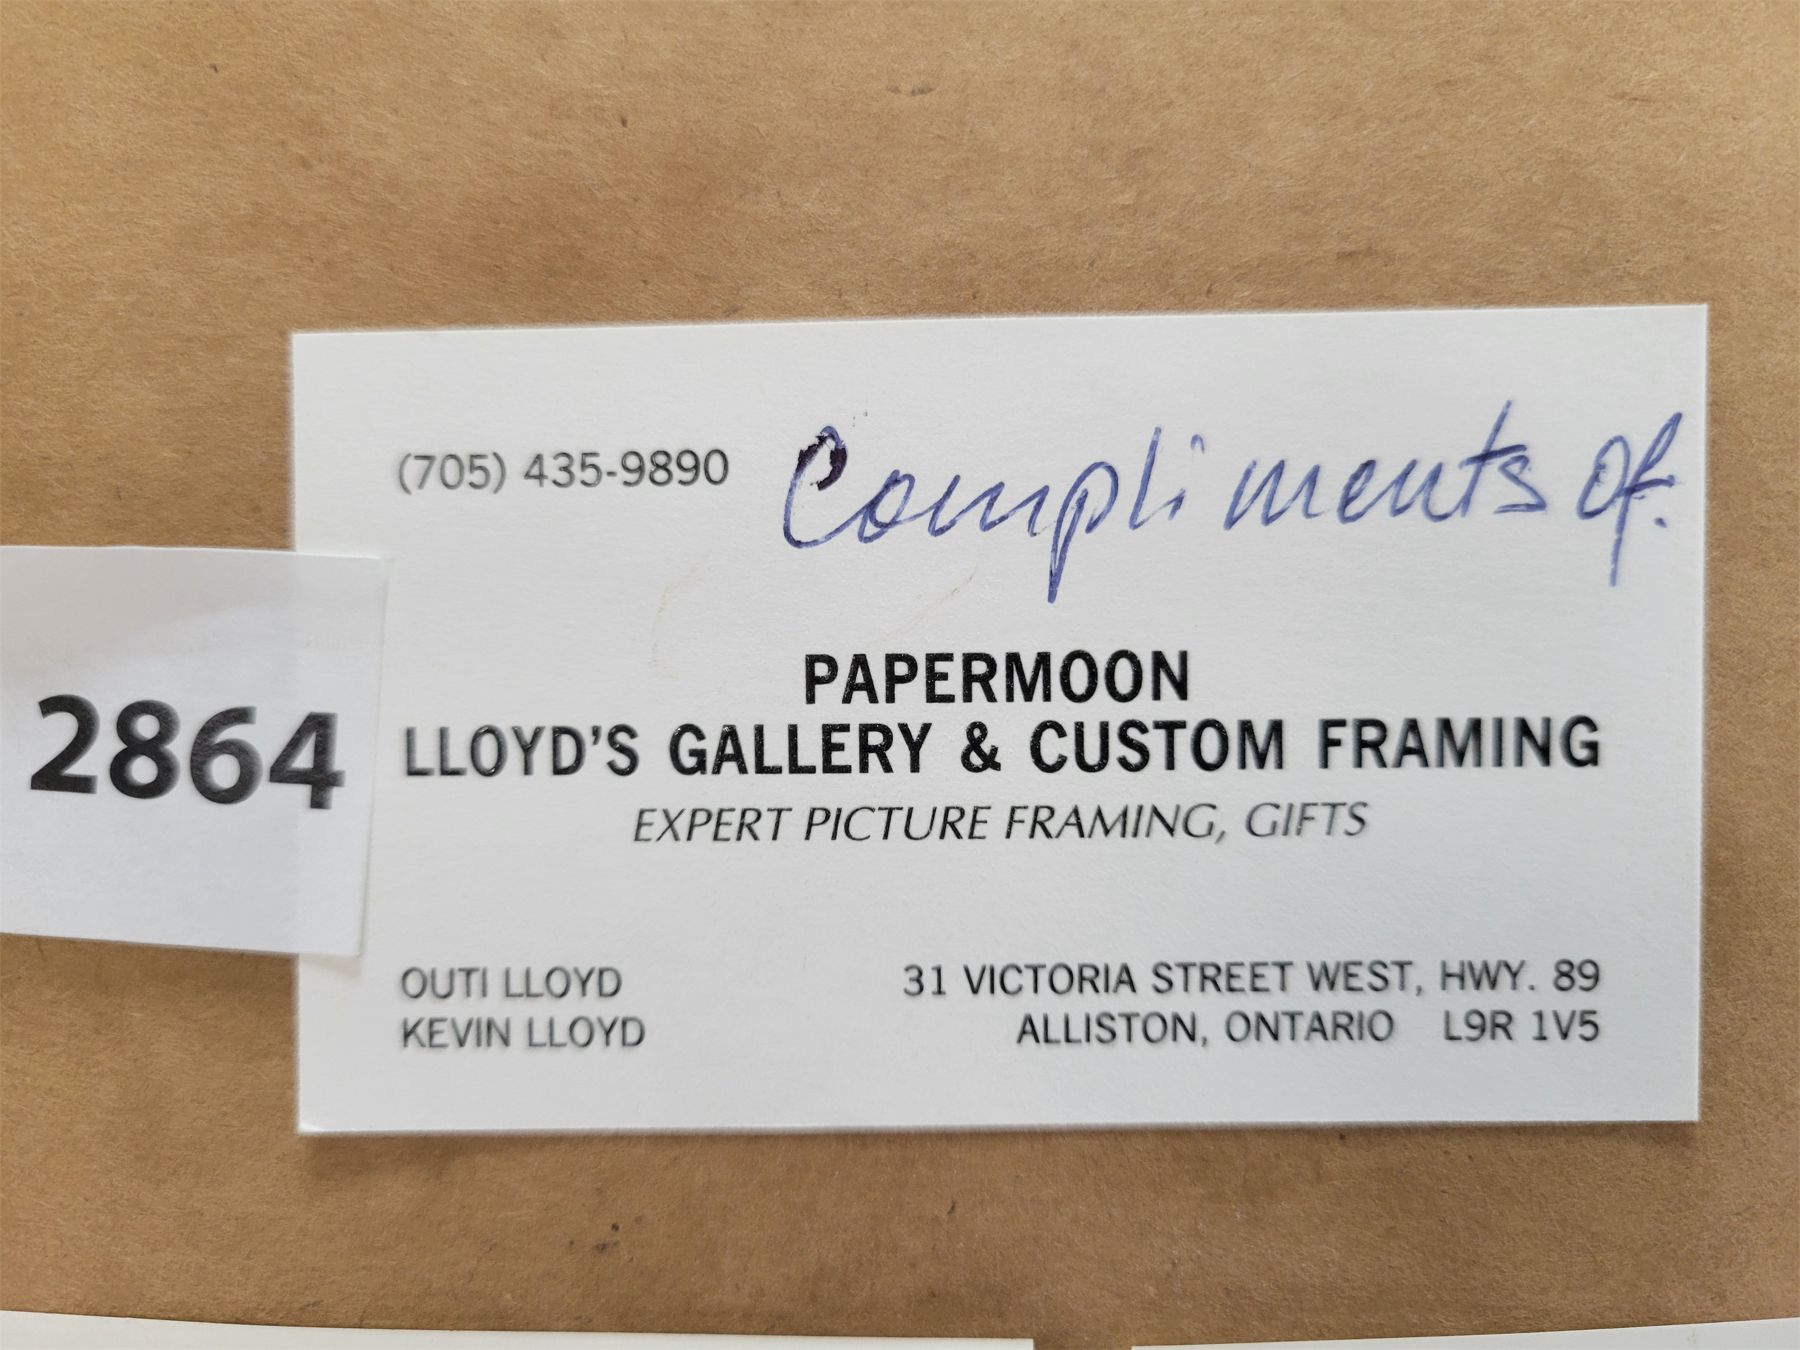 (705) 435-9890
Compliments of.
PAPERMOON
LLOYD'S GALLERY & CUSTOM FRAMING
EXPERT PICTURE FRAMING, GIFTS
2864
OUTI LLOYD
KEVIN LLOYD
31 VICTORIA STREET WEST, HWY. 89
ALLISTON, ONTARIO L9R 1V5